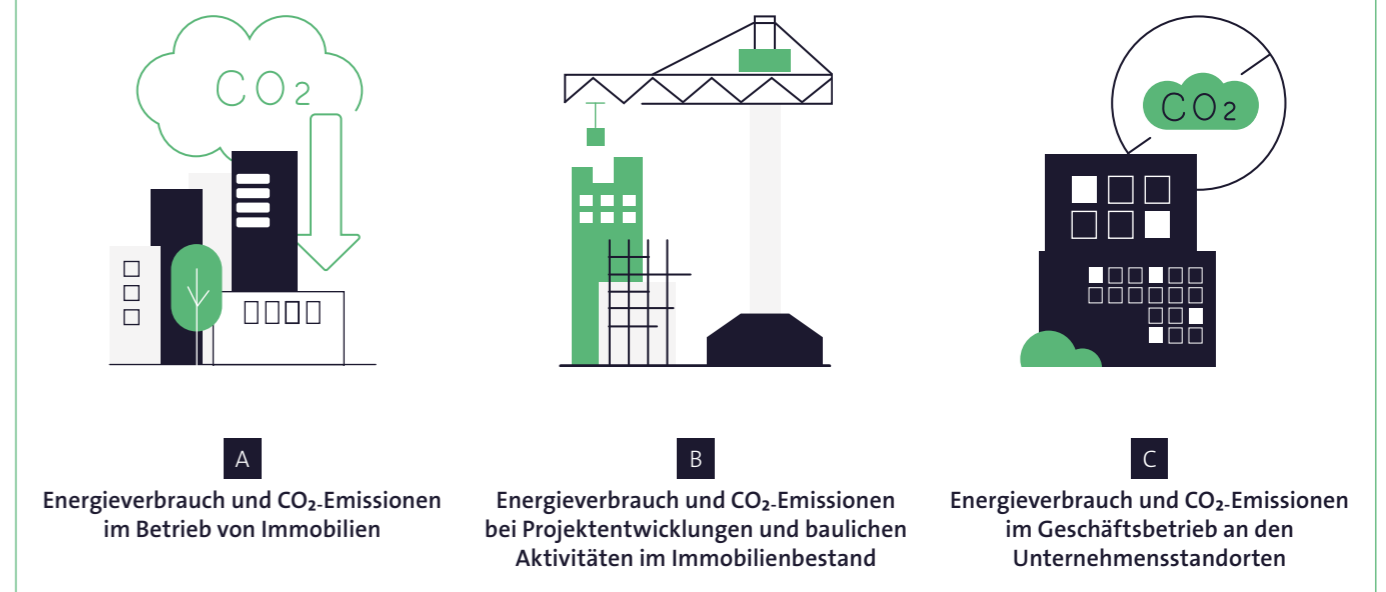 CO2
CO2
A
Energieverbrauch und CO₂-Emissionen
im Betrieb von Immobilien
B
Energieverbrauch und CO₂-Emissionen
bei Projektentwicklungen und baulichen
Aktivitäten im Immobilienbestand
C
Energieverbrauch und CO₂-Emissionen
im Geschäftsbetrieb an den
Unternehmensstandorten